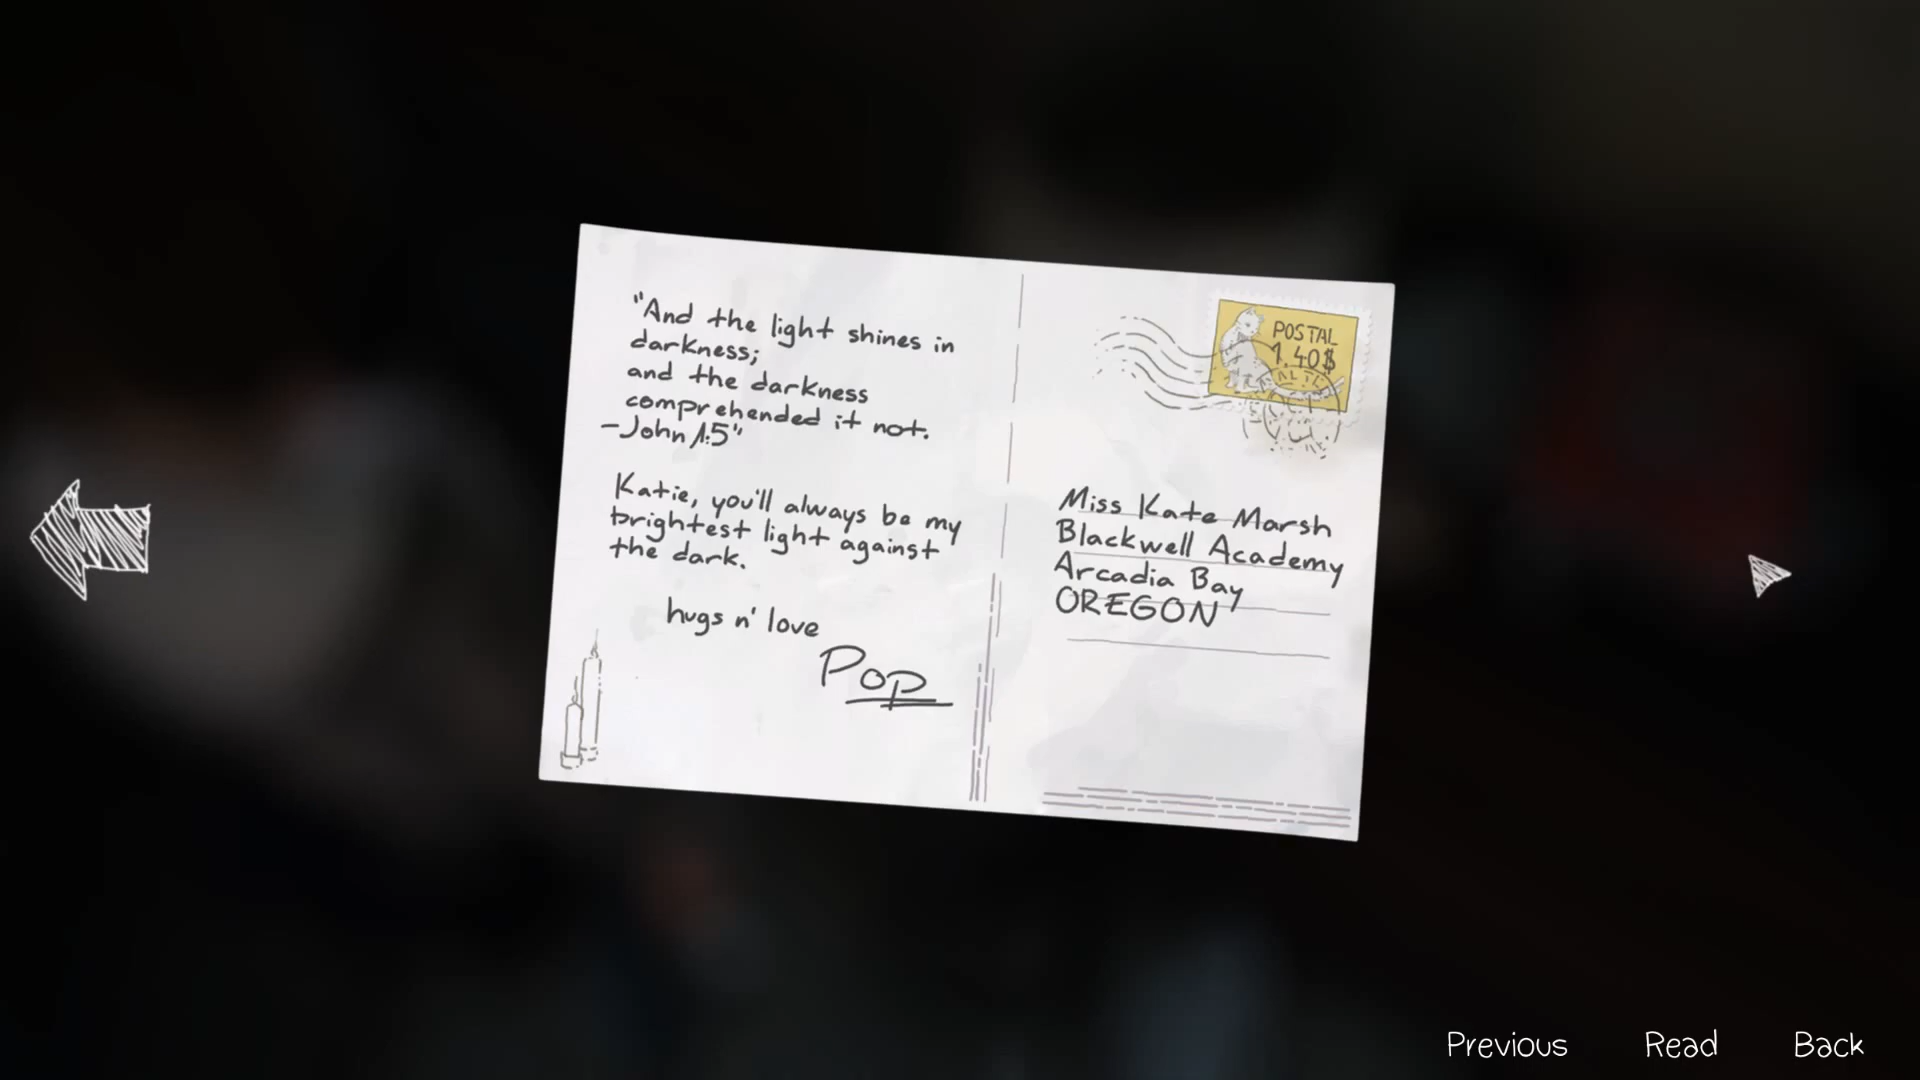 "And the light shines in
darkness;
and the darkness
comprehended it not.
-John 1:5"
Katie, you'll always be my
brightest light against
the dark.
hugs n' love
Pop
POSTAL
1.40$
Miss Kate Marsh
Blackwell Academy
Arcadia Bay
OREGON
Previous
Read
Back